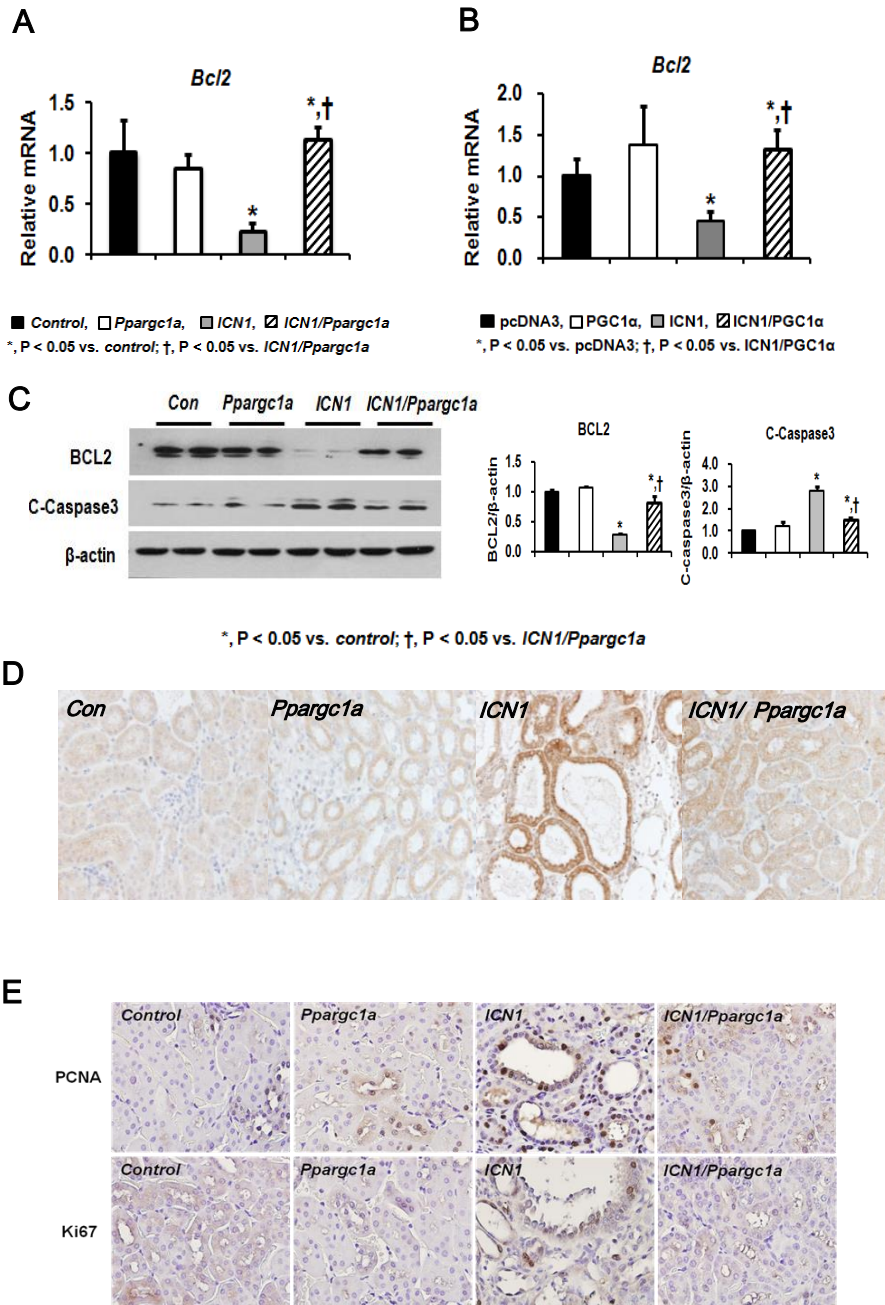 A
Bcl2
Relative mRNA
1.5
1.0
0.5
0.0
*
*,†
Control, Ppargc1a, ICN1, ICN1/Ppargc1a
*, P < 0.05 vs. control; †, P < 0.05 vs. ICN1/Ppargc1a
B
Bcl2
Relative mRNA
2.0
1.5
1.0
0.5
0.0
*
*,†
pcDNA3, PGC1α, ICN1, ICN1/PGC1α
*, P < 0.05 vs. pcDNA3; †, P < 0.05 vs. ICN1/PGC1α
C
Con Ppargc1a ICN1 ICN1/Ppargc1a
BCL2
C-Caspase3
β-actin
BCL2
BCL2/β-actin
1.5
1.0
0.5
0.0
*
*,†
C-Caspase3
C-caspase3/β-actin
4.0
3.0
2.0
1.0
0.0
*
*,†
*, P < 0.05 vs. control; †, P < 0.05 vs. ICN1/Ppargc1a
D
Con Ppargc1a ICN1 ICN1/ Ppargc1a
E
PCNA
Control Ppargc1a ICN1 ICN1/Ppargc1a
Ki67
Control Ppargc1a ICN1 ICN1/Ppargc1a